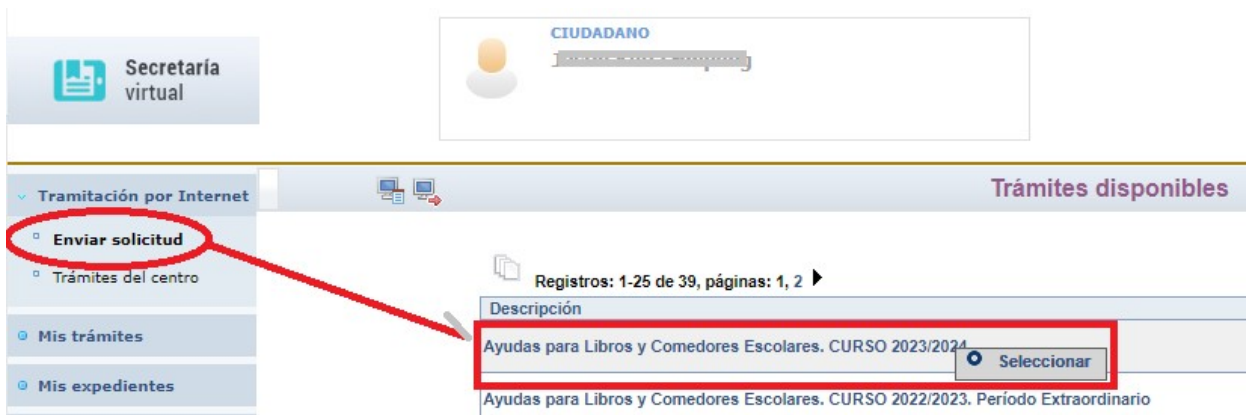 CIUDADANO
Secretaría
virtual
Tramitación por Internet
Trámites disponibles
Enviar solicitud
Trámites del centro
Registros: 1-25 de 39, páginas: 1, 2
Descripción
Mis trámites
Ayudas para Libros y Comedores Escolares. CURSO 2023/2024
Seleccionar
Mis expedientes
Ayudas para Libros y Comedores Escolares. CURSO 2022/2023. Período Extraordinario